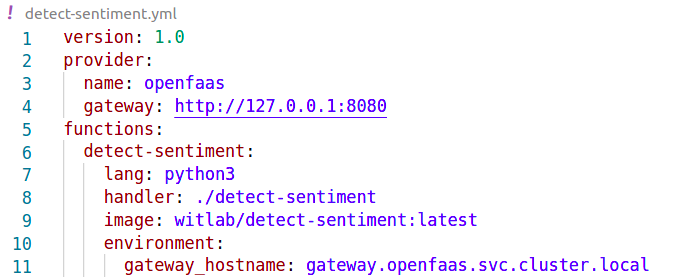 ! detect-sentiment.yml
1 version: 1.0
2 provider:
3   name: openfaas
4   gateway: http://127.0.0.1:8080
5 functions:
6   detect-sentiment:
7     lang: python3
8     handler: ./detect-sentiment
9     image: witlab/detect-sentiment:latest
10     environment:
11       gateway_hostname: gateway.openfaas.svc.cluster.local